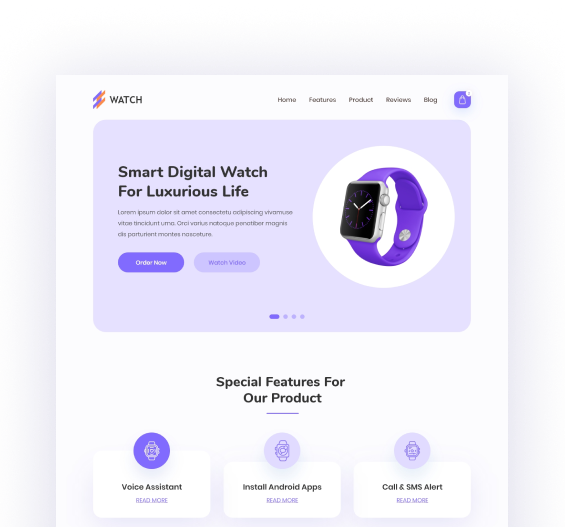 WATCH
Home Features Product Reviews Blog
Smart Digital Watch
For Luxurious Life
Lorem ipsum dolor sit amet consectetu adipiscing vivamuse
vitae tincidunt urna. Orci varius natoque penatiber magnis
dis parturient montes nasceture.
Order Now Watch Video
Special Features For
Our Product
Voice Assistant Install Android Apps Call & SMS Alert
READ MORE READ MORE READ MORE